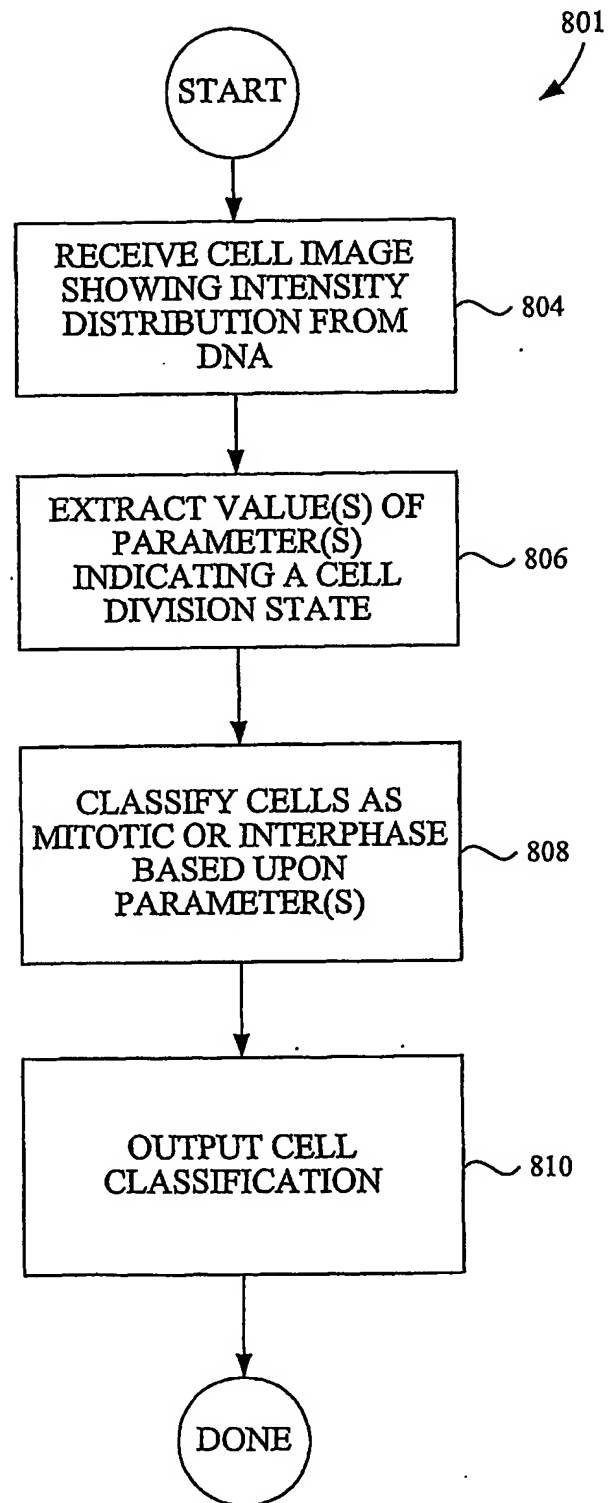 801
START
RECEIVE CELL IMAGE
SHOWING INTENSITY
DISTRIBUTION FROM
DNA
804
EXTRACT VALUE(S) OF
PARAMETER(S)
INDICATING A CELL
DIVISION STATE
806
CLASSIFY CELLS AS
MITOTIC OR INTERPHASE
BASED UPON
PARAMETER(S)
808
OUTPUT CELL
CLASSIFICATION
810
DONE